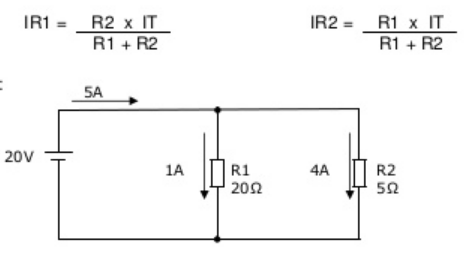 IR1 = R2 x IT IR2 = R1 x IT
R1 + R2 R1 + R2
:
5A
20V
1A R1 4A R2
20Ω 5Ω